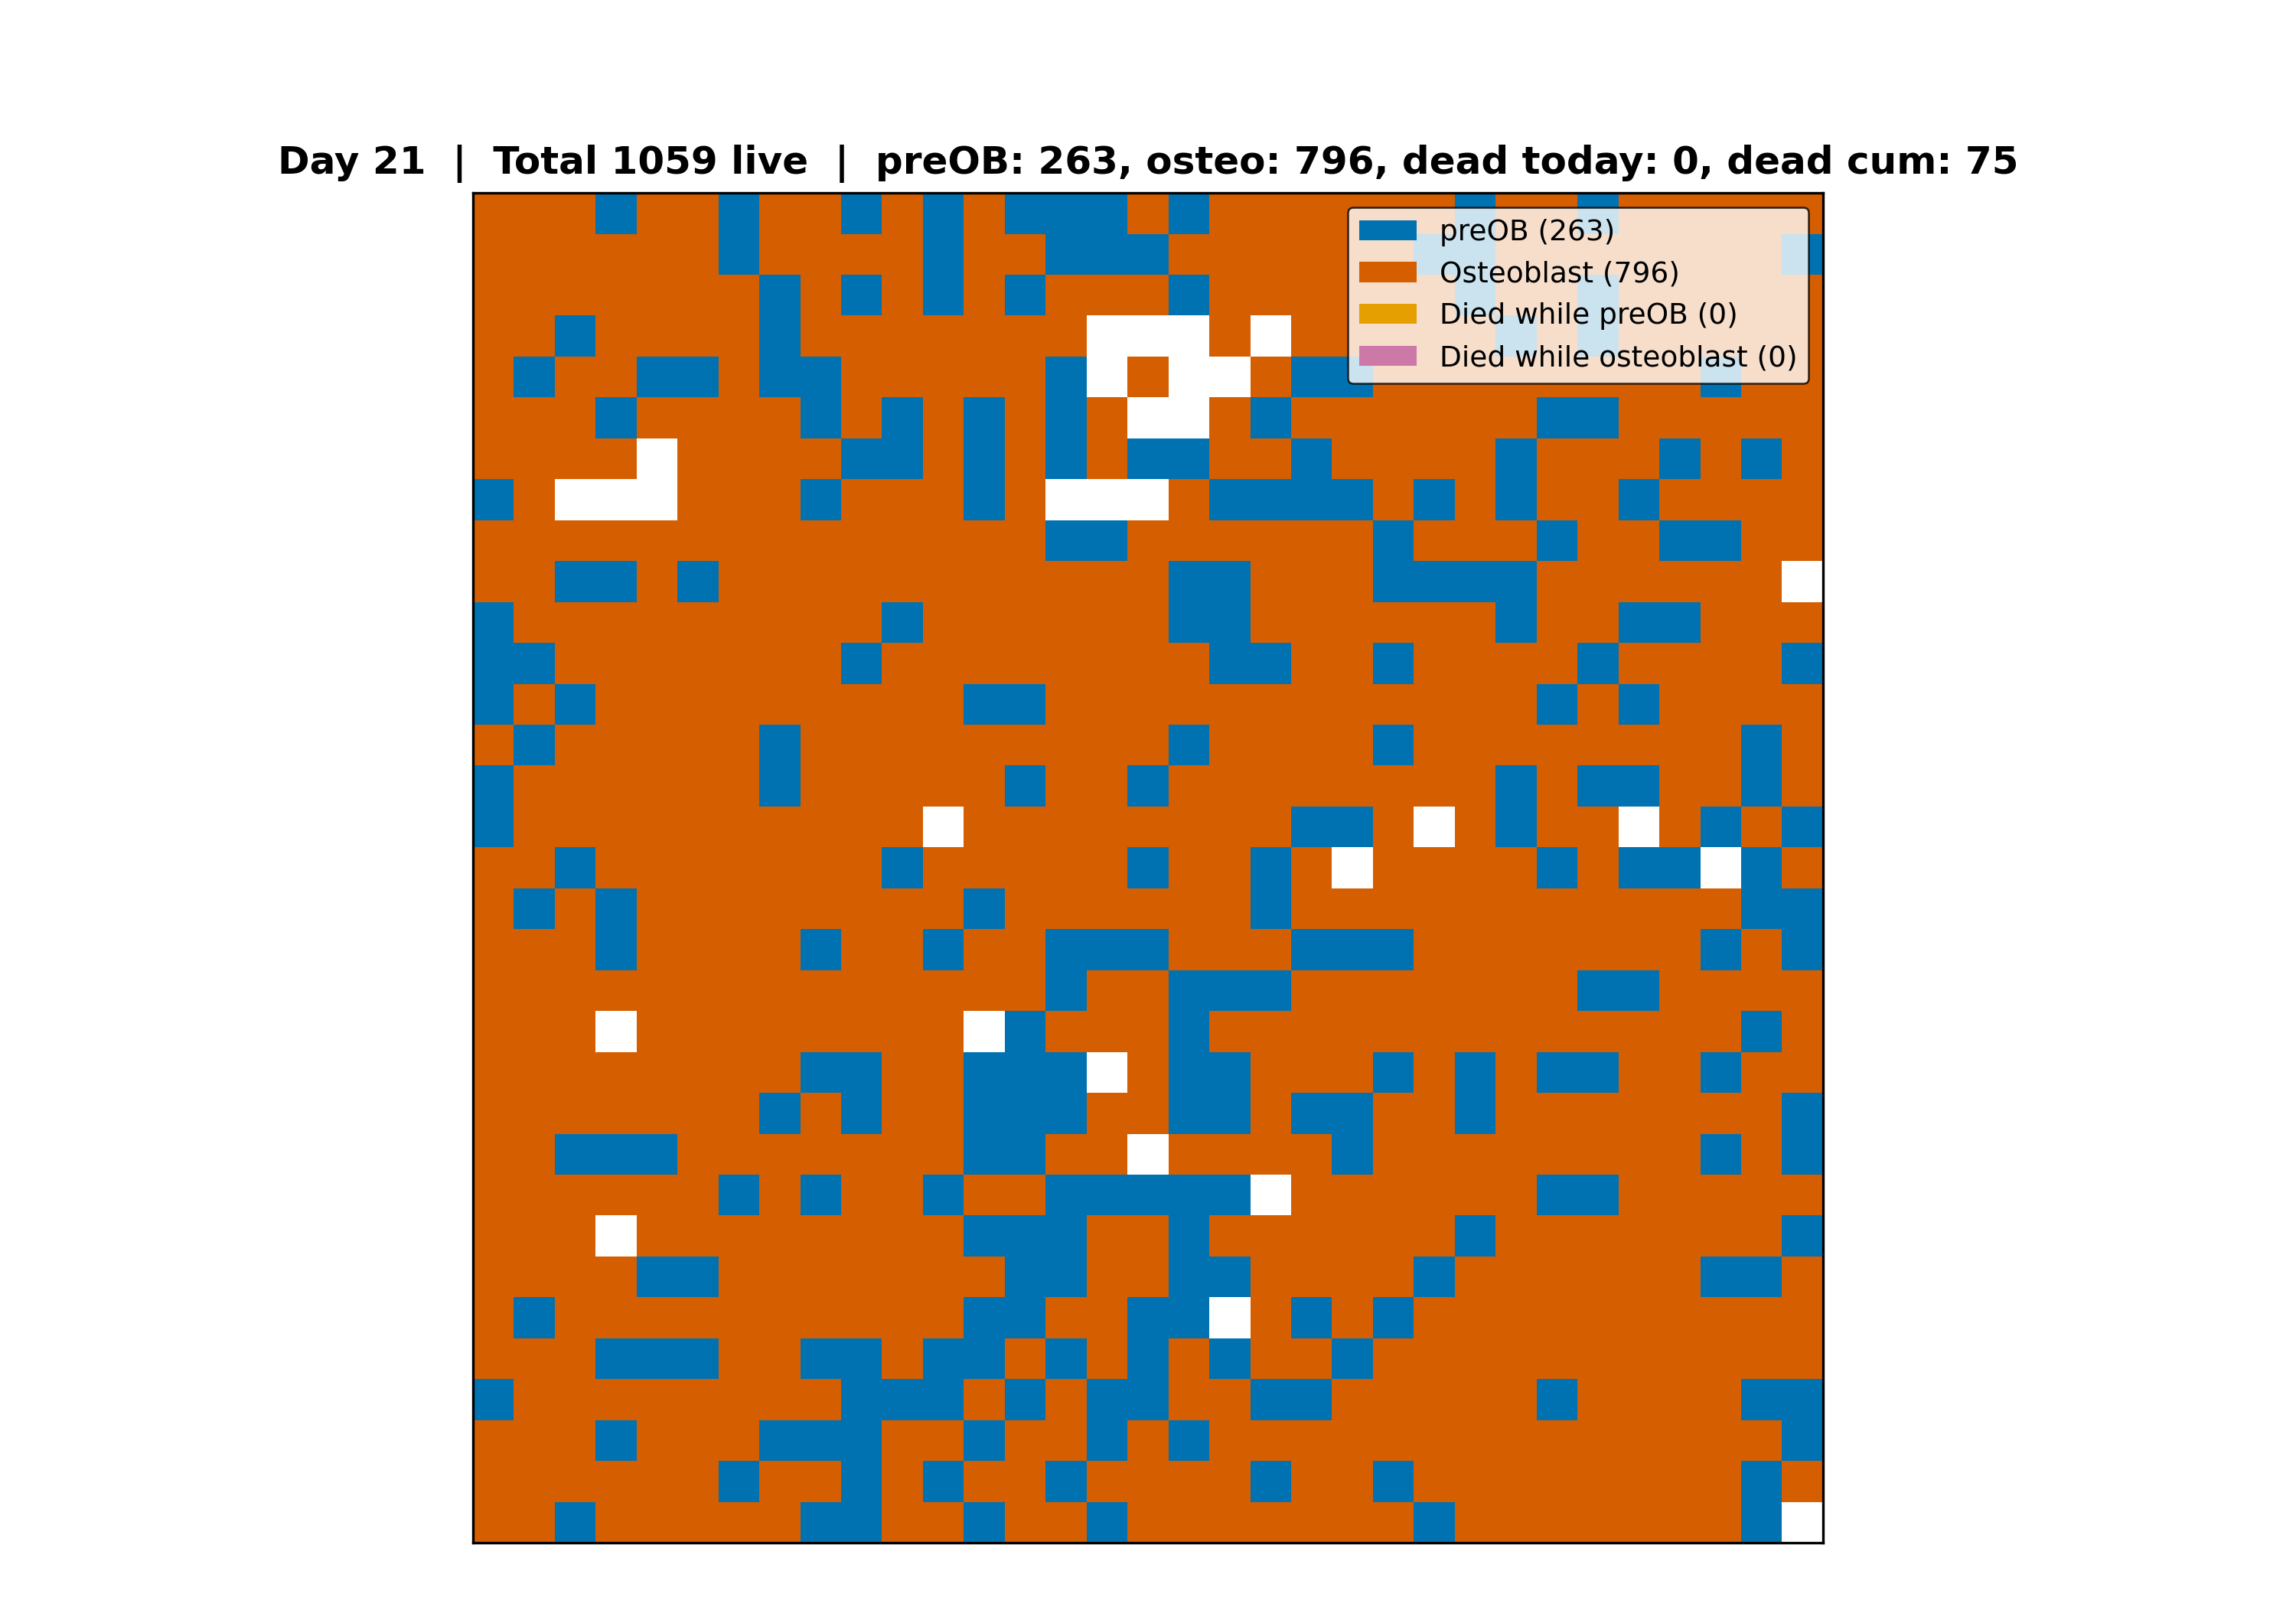 Day 21 | Total 1059 live | preOB: 263, osteo: 796, dead today: 0, dead cum: 75
preOB (263)
Osteoblast (796)
Died while preOB (0)
Died while osteoblast (0)